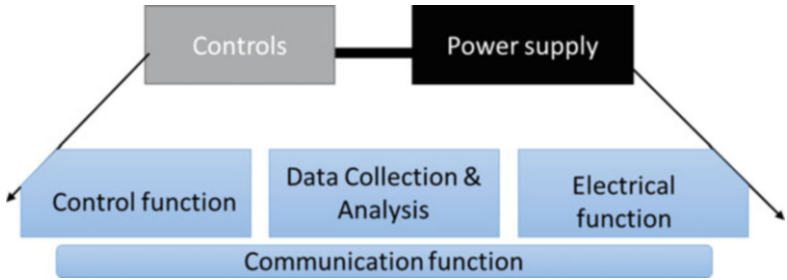 Controls
Power supply
Control function
Data Collection &
Analysis
Electrical
function
Communication function